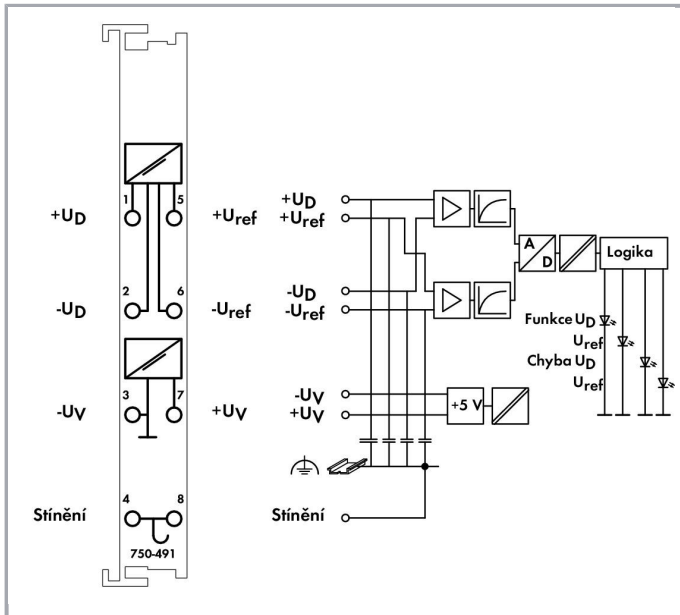 1 5
+UD +Uref
2 6
-UD -Uref
3 7
-UV +UV
4 8
Stínění
750-491
+UD
+Uref
-UD
-Uref
-UV
+UV
+5 V
Stínění
A
D
Logika
Funkce UD
Uref
Chyba UD
Uref